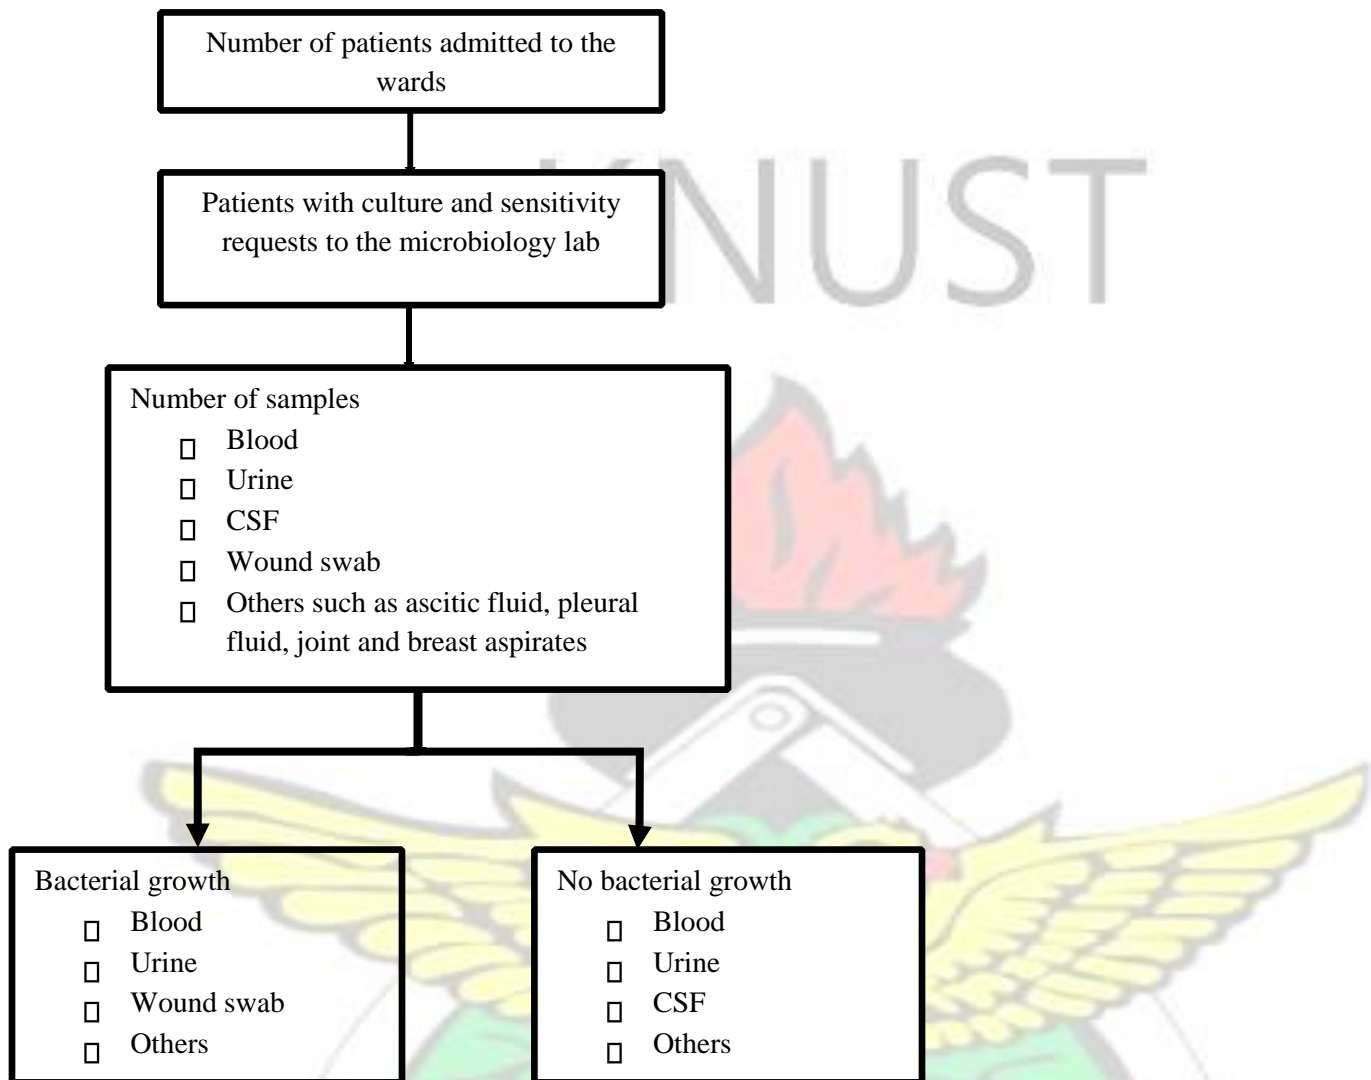 Number of patients admitted to the
wards
KNUST
Patients with culture and sensitivity
requests to the microbiology lab
Number of samples
Blood
Urine
CSF
Wound swab
Others such as ascitic fluid, pleural
fluid, joint and breast aspirates
Bacterial growth
Blood
Urine
Wound swab
Others
No bacterial growth
Blood
Urine
CSF
Others